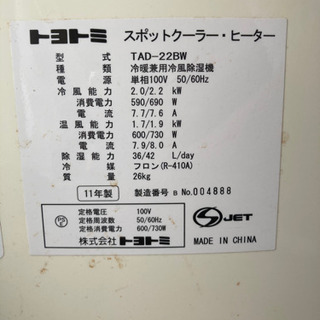 トヨトミ スポットクーラー・ヒーター
型式 TAD-22BW
種類 冷暖兼用冷風除湿機
電源 単相100V 50/60Hz
冷風能力 2.0/2.2 kW
消費電力 590/690 W
電流 7.7/7.6 A
温風能力 1.7/1.9 kW
消費電力 600/730 W
電流 7.9/8.0 A
除湿能力 36/42 L/day
冷媒 フロン(R-410A)
質量 26kg
11年製 製造番号 B No.004888
PSE
定格電圧 100V
定格周波数 50/60Hz
定格消費電力 600/730W
株式会社トヨトミ
S JET
MADE IN CHINA